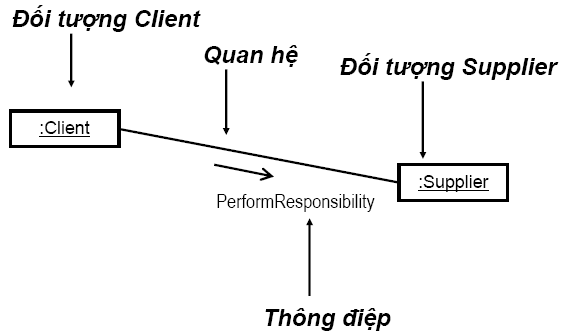 Đối tượng Client
Quan hệ
Đối tượng Supplier
:Client
:Supplier
PerformResponsibility
Thông điệp